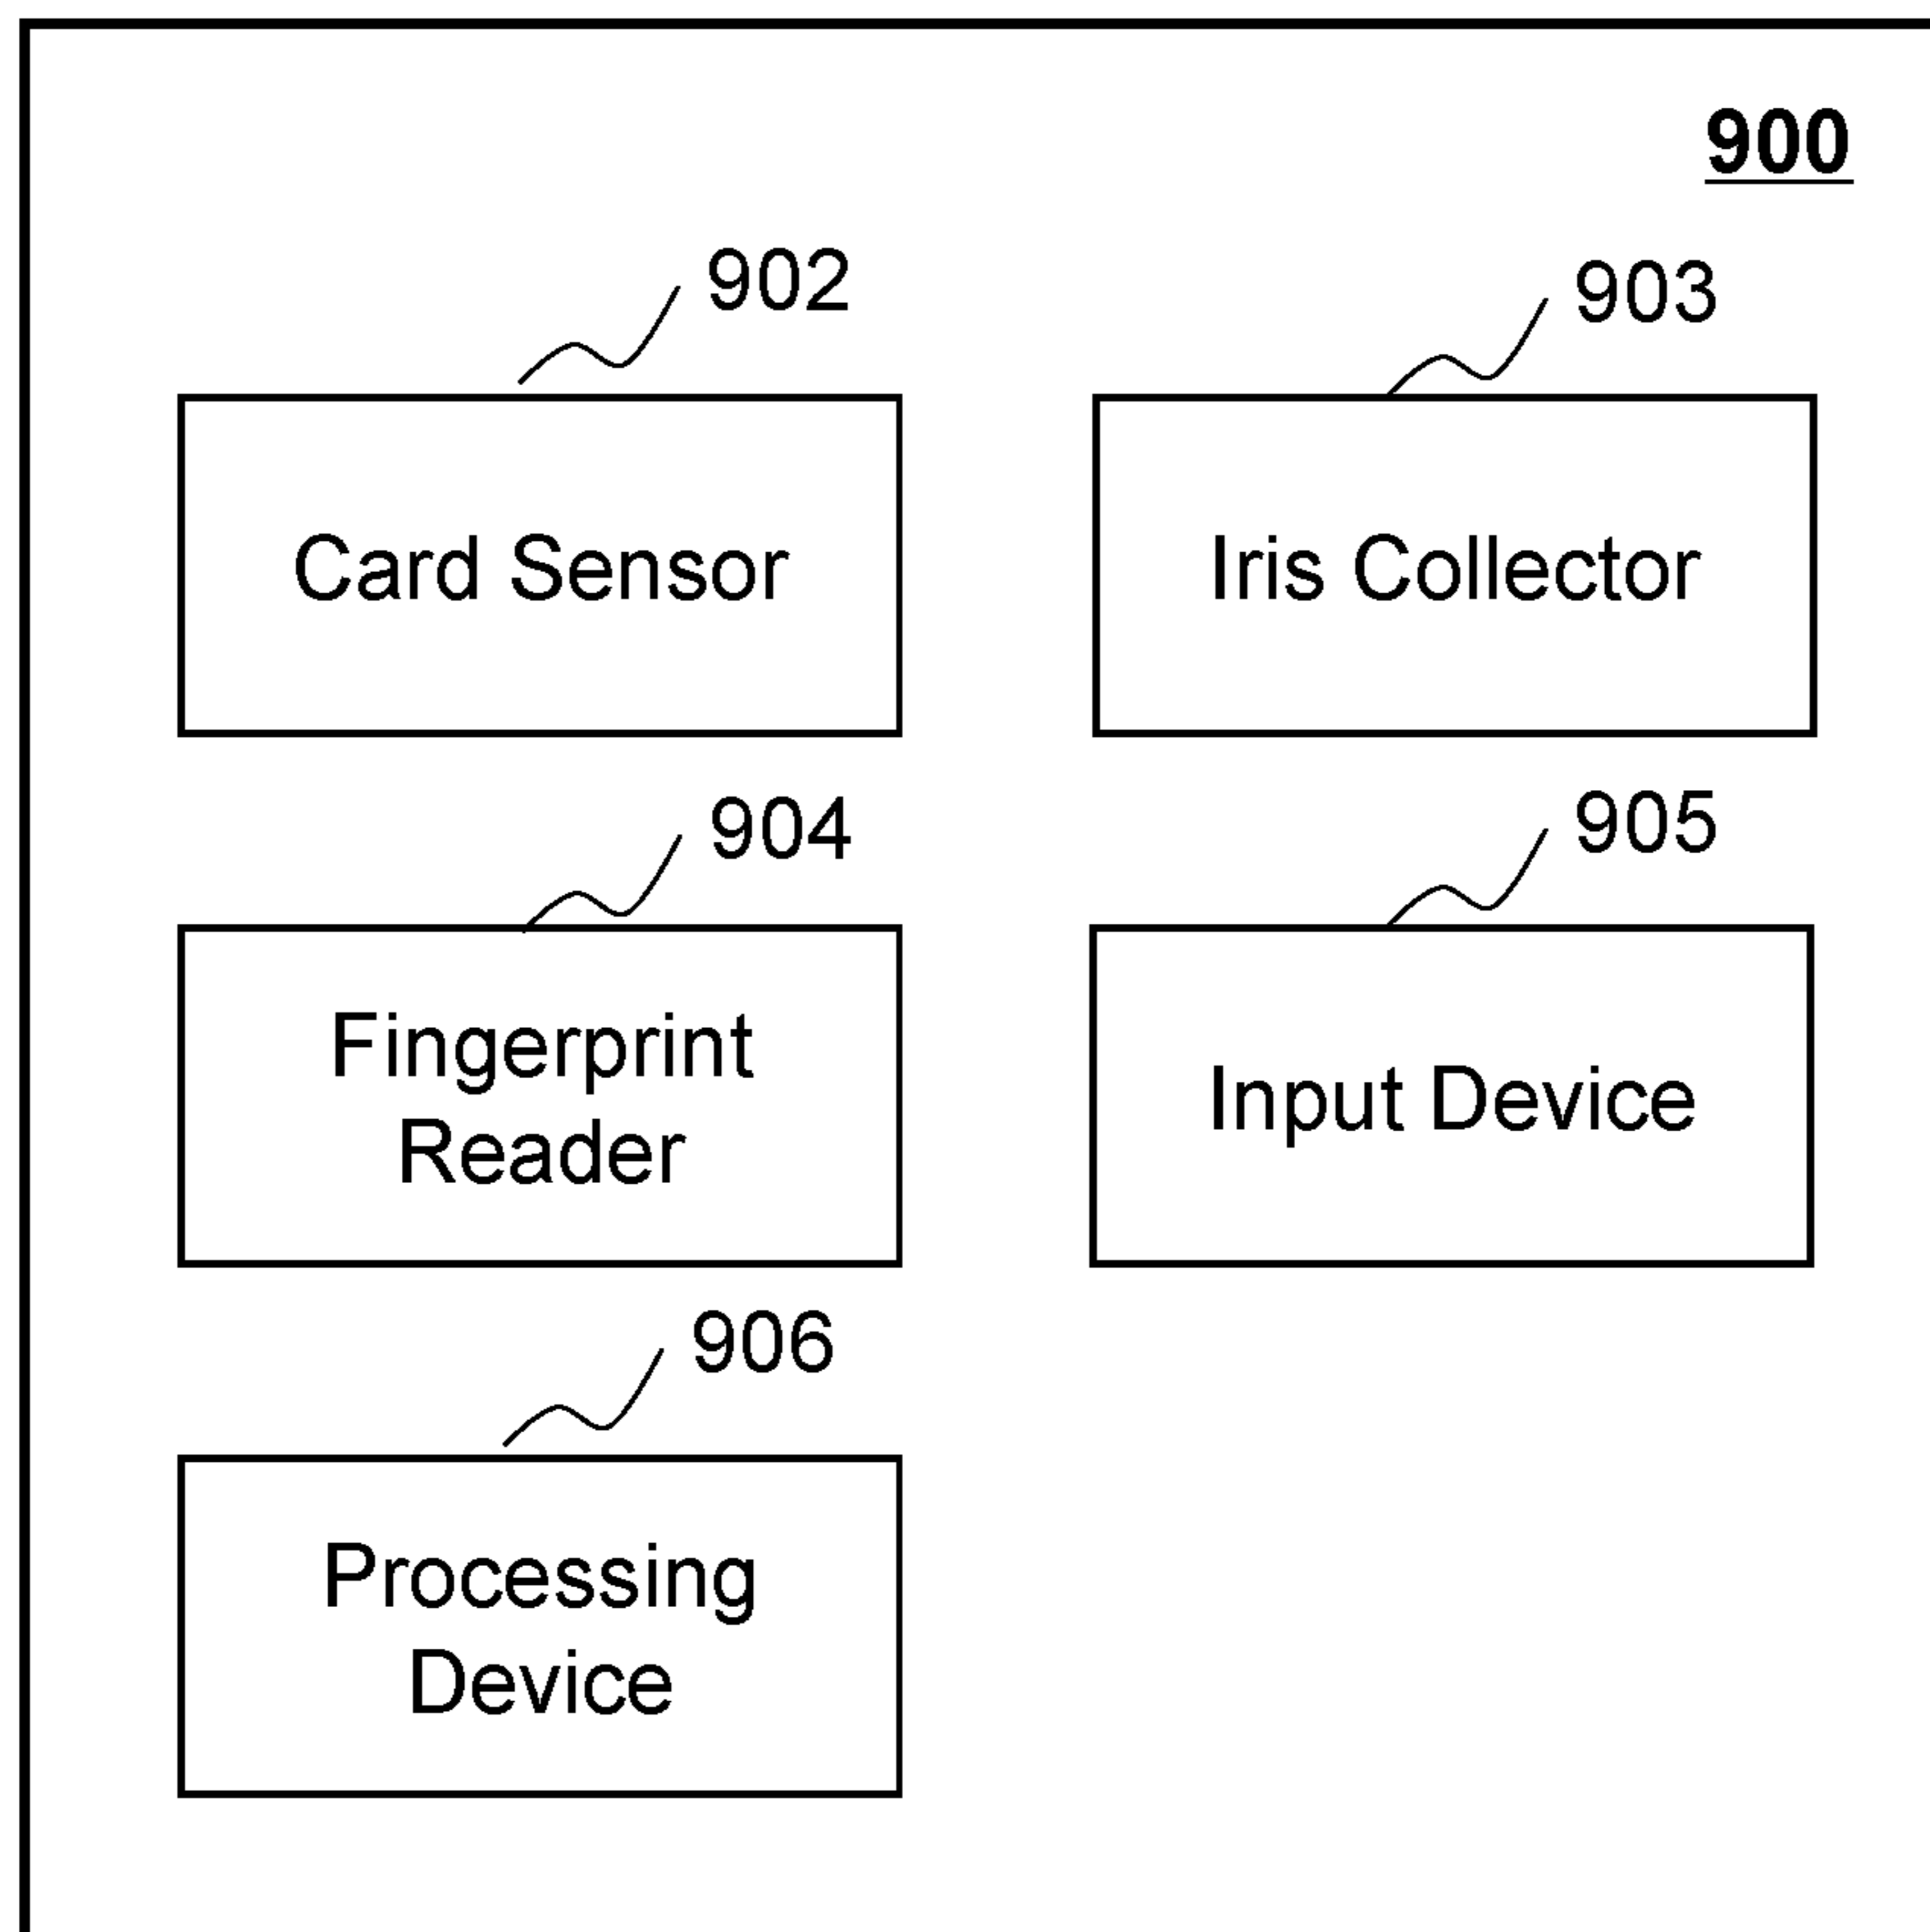 900
902
903
Card Sensor
Iris Collector
904
905
Fingerprint
Reader
Input Device
906
Processing
Device